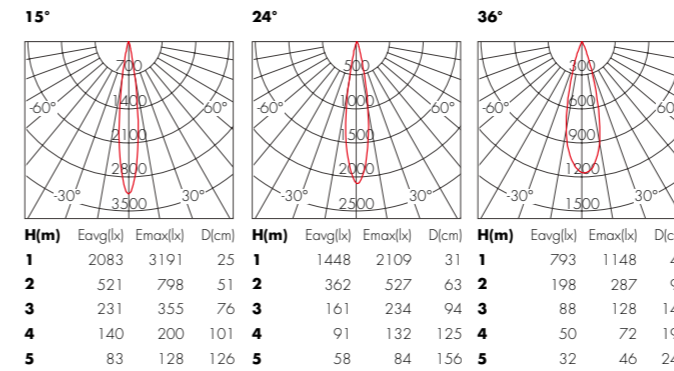 15°
700
1400
2100
2800
3500
-60°
60°
-30°
30°
H(m) Eavg(lx) Emax(lx) D(cm)
1 2083 3191 25
2 521 798 51
3 231 355 76
4 140 200 101
5 83 128 126
24°
500
1000
1500
2000
2500
-60°
60°
-30°
30°
H(m) Eavg(lx) Emax(lx) D(cm)
1 1448 2109 31
2 362 527 63
3 161 234 94
4 91 132 125
5 58 84 156
36°
300
600
900
1200
1500
-60°
60
-30°
30°
H(m) Eavg(lx) Emax(lx)
1 793 1148
2 198 287
3 88 128
4 50 72
5 32 46